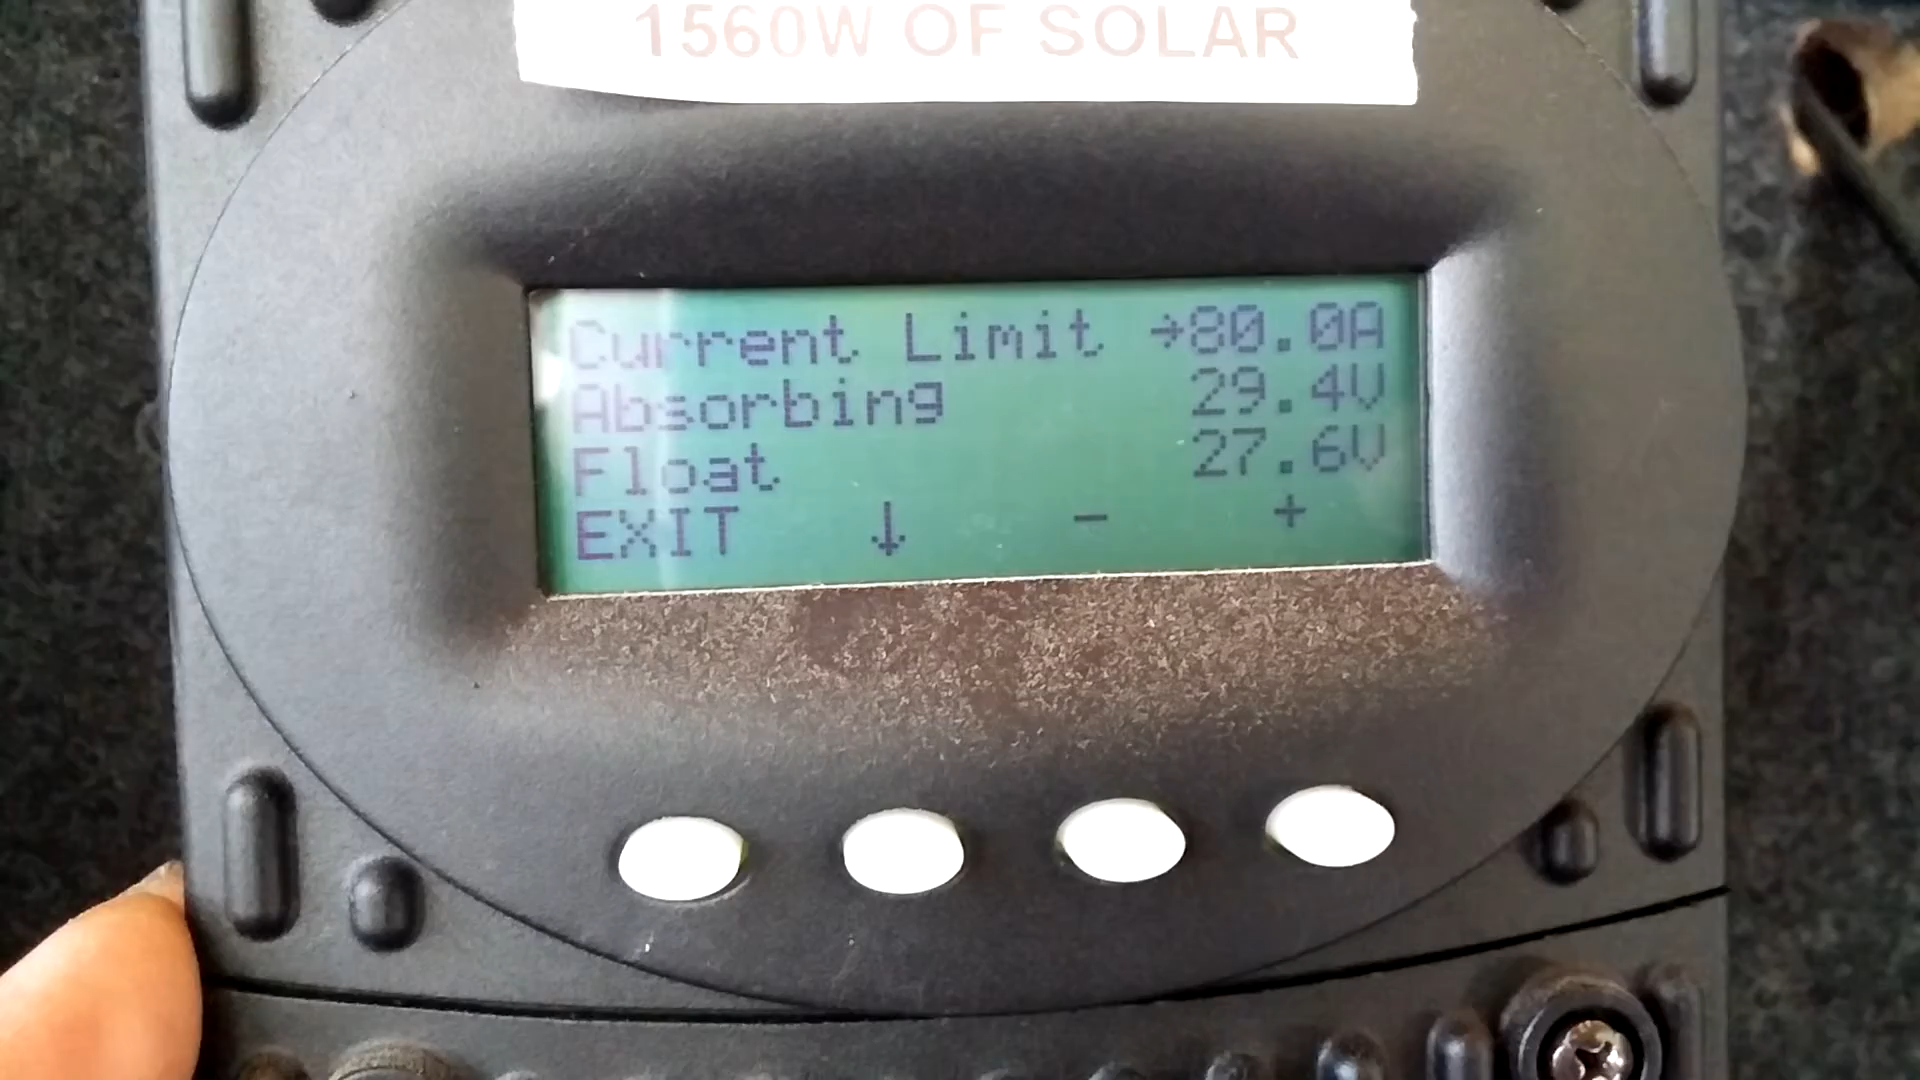 1560W OF SOLAR
Current Limit →80.0A
Absorbing 29.4V
Float 27.6V
EXIT ↓ - +